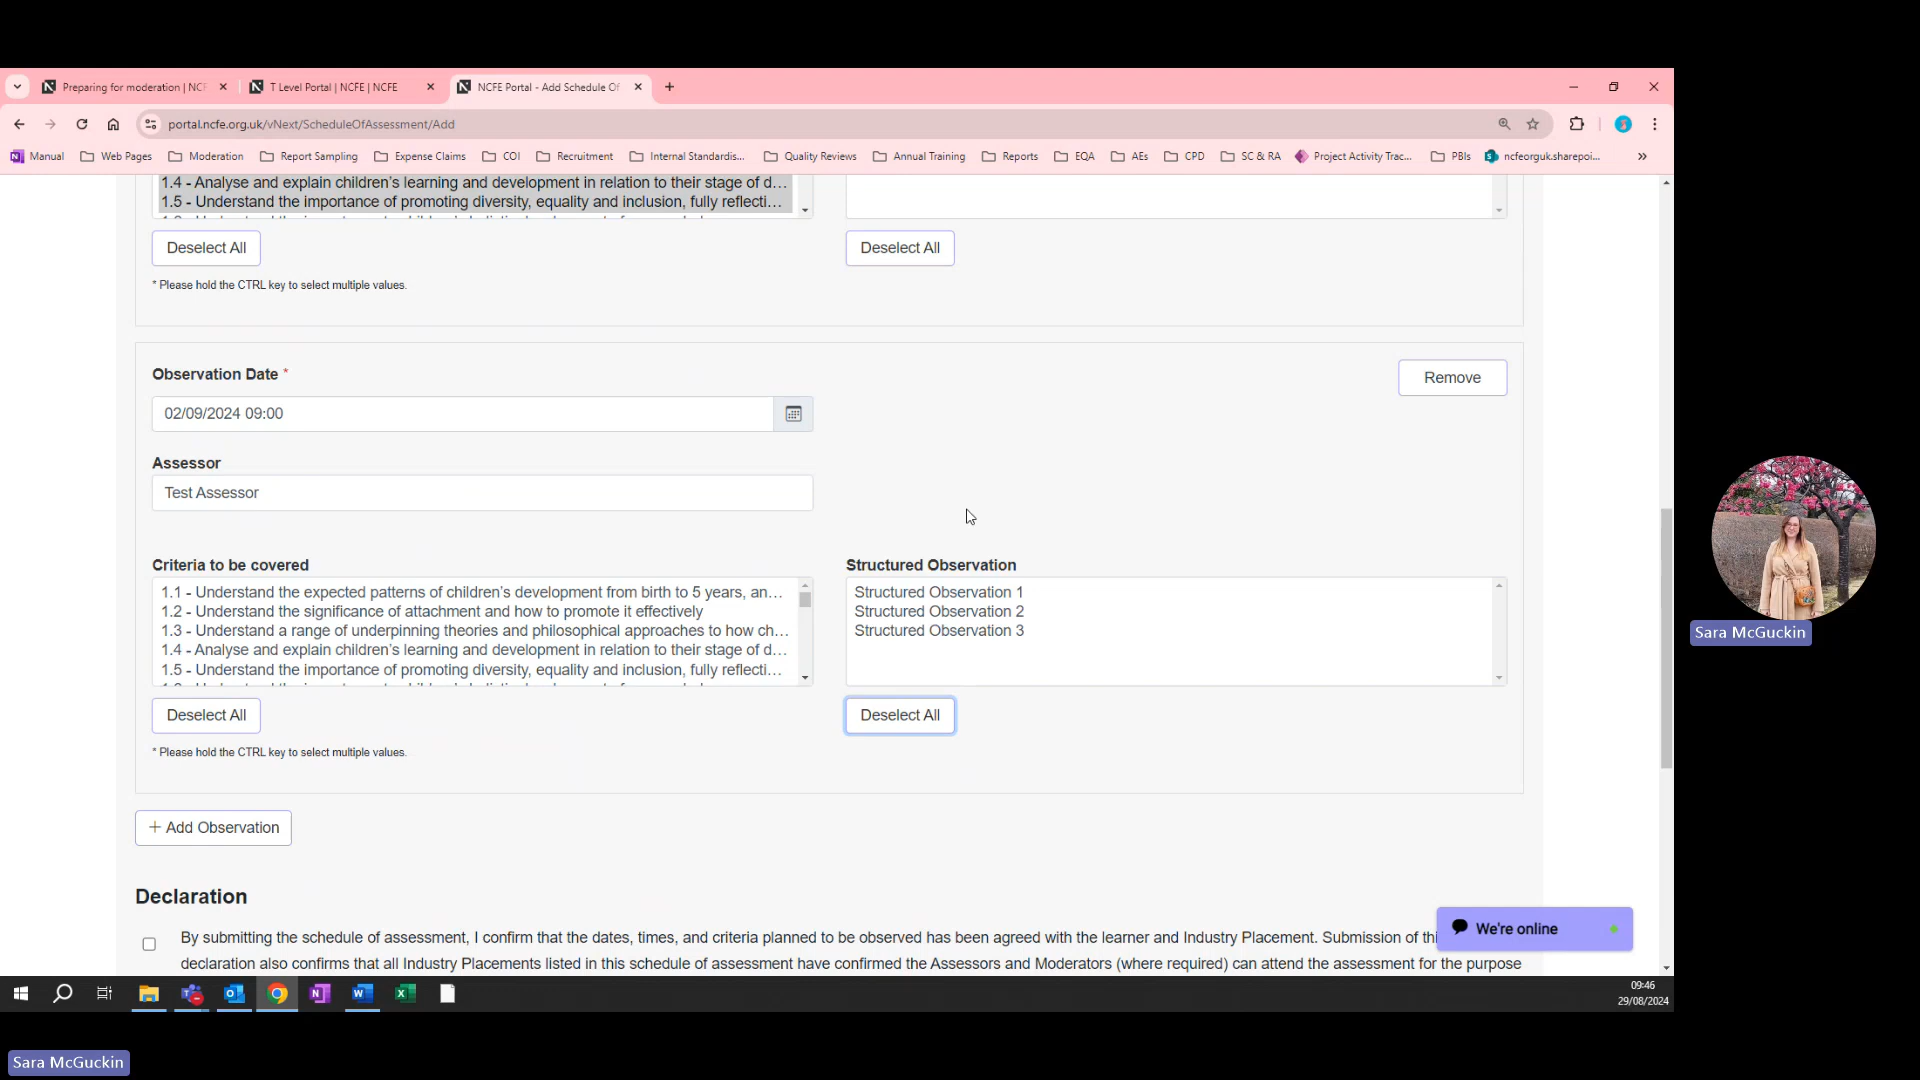 Preparing for moderation | NCF
T Level Portal | NCFE | NCFE
NCFE Portal - Add Schedule Of
portal.ncfe.org.uk/vNext/ScheduleOfAssessment/Add
Manual
Web Pages
Moderation
Report Sampling
Expense Claims
COI
Recruitment
Internal Standardis...
Quality Reviews
Annual Training
Reports
EQA
AEs
CPD
SC & RA
Project Activity Trac...
PBIs
ncfeorguk.sharepoi...
1.4 - Analyse and explain children's learning and development in relation to their stage of d...
1.5 - Understand the importance of promoting diversity, equality and inclusion, fully reflecti...
Deselect All
Deselect All
* Please hold the CTRL key to select multiple values.
Observation Date *
Remove
02/09/2024 09:00
Assessor
Test Assessor
Criteria to be covered
Structured Observation
1.1 - Understand the expected patterns of children's development from birth to 5 years, an...
1.2 - Understand the significance of attachment and how to promote it effectively
1.3 - Understand a range of underpinning theories and philosophical approaches to how ch...
1.4 - Analyse and explain children's learning and development in relation to their stage of d...
1.5 - Understand the importance of promoting diversity, equality and inclusion, fully reflecti...
Structured Observation 1
Structured Observation 2
Structured Observation 3
Deselect All
Deselect All
* Please hold the CTRL key to select multiple values.
+ Add Observation
Declaration
By submitting the schedule of assessment, I confirm that the dates, times, and criteria planned to be observed has been agreed with the learner and Industry Placement. Submission of thi
declaration also confirms that all Industry Placements listed in this schedule of assessment have confirmed the Assessors and Moderators (where required) can attend the assessment for the purpose
We're online
09:46
29/08/2024
Sara McGuckin
Sara McGuckin